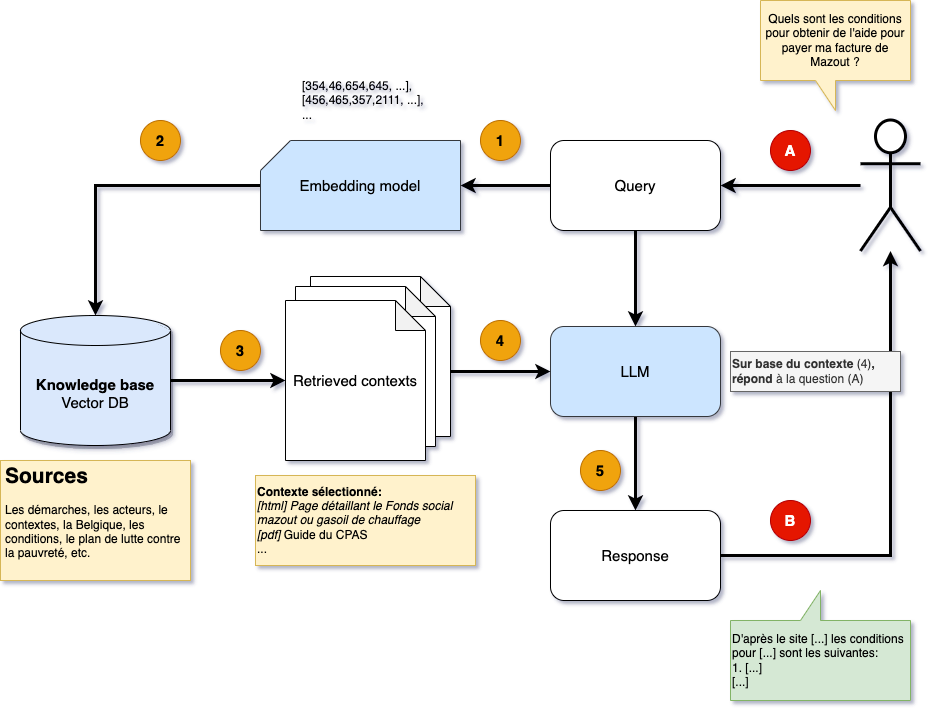 Quels sont les conditions
pour obtenir de l'aide pour
payer ma facture de
Mazout ?
[354,46,654,645, ...],
[456,465,357,2111, ...],
...
2
1
A
Embedding model
Query
3
4
Knowledge base
Vector DB
Retrieved contexts
LLM
Sur base du contexte (4),
répond à la question (A)
Sources
Les démarches, les acteurs, le
contextes, la Belgique, les
conditions, le plan de lutte contre
la pauvreté, etc.
Contexte sélectionné:
[html] Page détaillant le Fonds social
mazout ou gasoil de chauffage
[pdf] Guide du CPAS
...
5
B
Response
D'après le site [...] les conditions
pour [...] sont les suivantes:
1. [...]
[...]